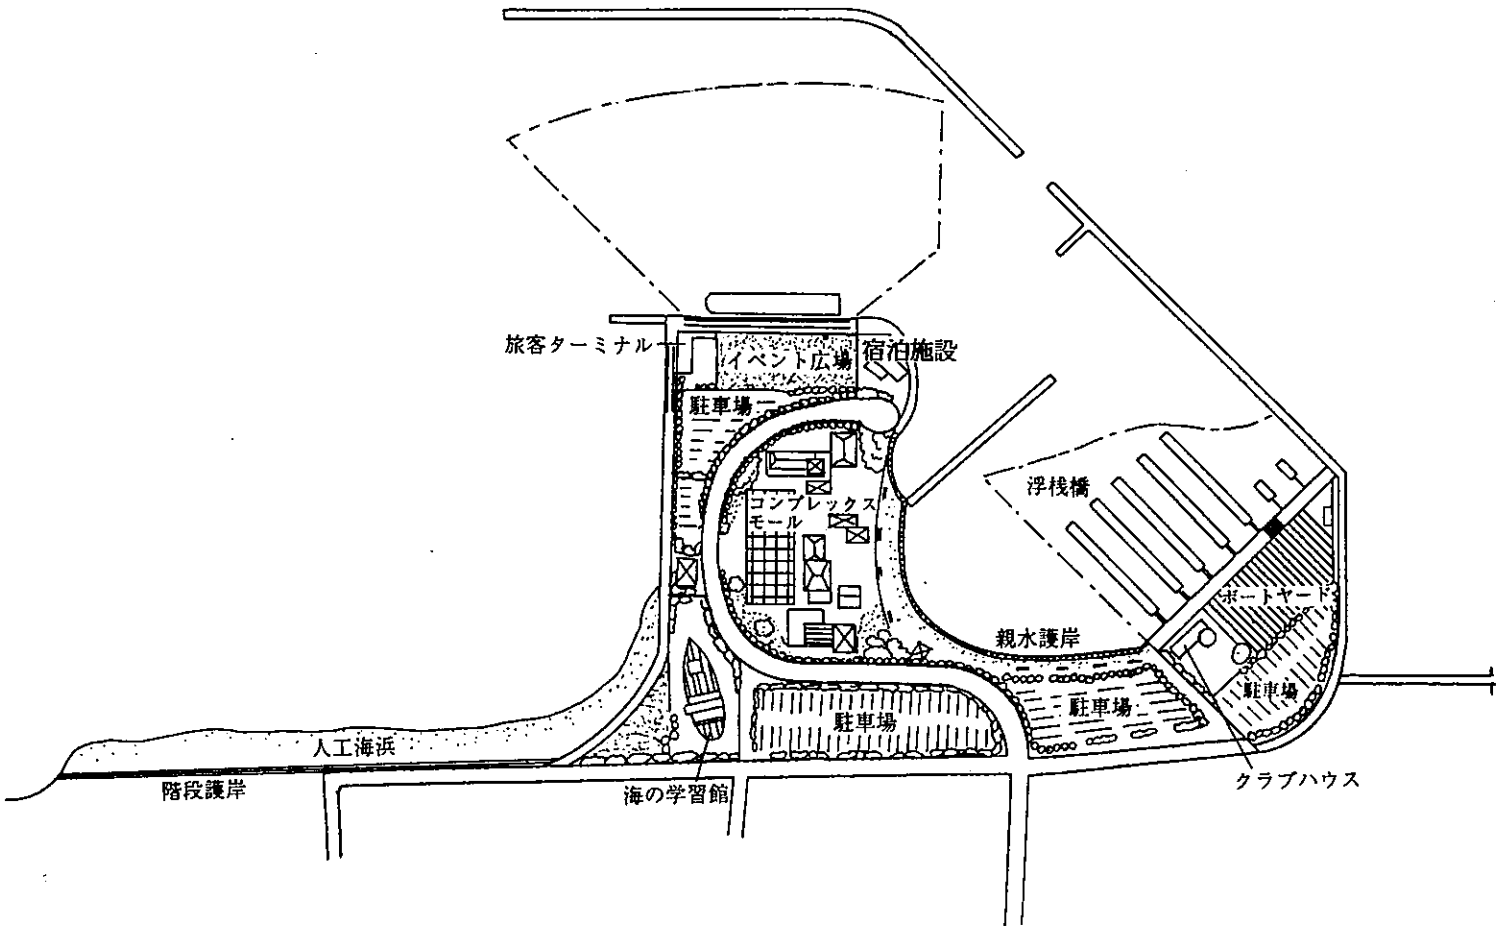 旅客ターミナル
イベント広場
宿泊施設
駐車場
浮桟橋
コンプレックス
モール
ボートヤード
親水護岸
駐車場
駐車場
駐車場
人工海浜
階段護岸
海の学習館
クラブハウス